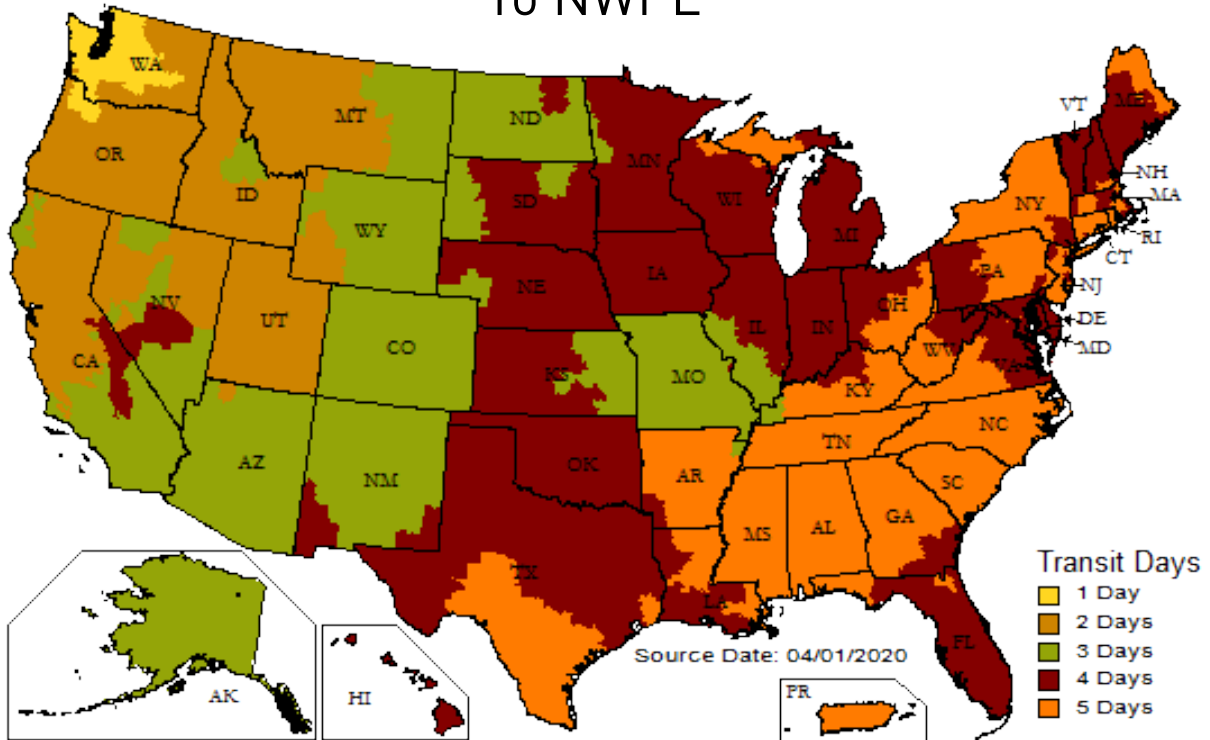 WA
MT
ND
VT
ME
OR
MN
ID
SD
WI
NH
WY
NY
MA
MI
RI
CT
NE
IA
PA
NJ
NV
OH
UT
IL
IN
DE
CO
WV
MD
CA
VA
KS
MO
KY
NC
TN
AZ
OK
NM
AR
SC
GA
MS
AL
Transit Days
TX
1 Day
LA
2 Days
FL
Source Date: 04/01/2020
3 Days
4 Days
AK
HI
PR
5 Days